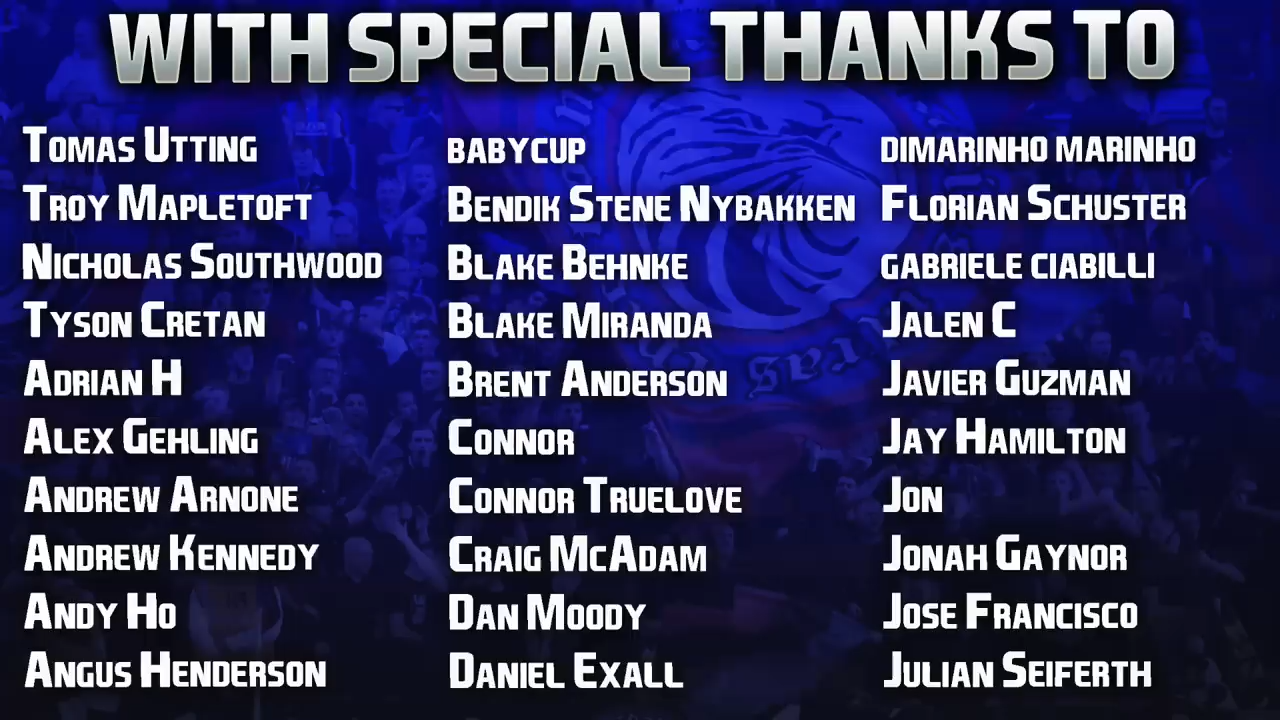 WITH SPECIAL THANKS TO
Tomas Utting
Troy Mapletoft
Nicholas Southwood
Tyson Cretan
Adrian H
Alex Gehling
Andrew Arnone
Andrew Kennedy
Andy Ho
Angus Henderson
babycup
Bendik Stene Nybakken
Blake Behnke
Blake Miranda
Brent Anderson
Connor
Connor Truelove
Craig McAdam
Dan Moody
Daniel Exall
dimarinho marinho
Florian Schuster
gabriele ciabilli
Jalen C
Javier Guzman
Jay Hamilton
Jon
Jonah Gaynor
Jose Francisco
Julian Seiferth